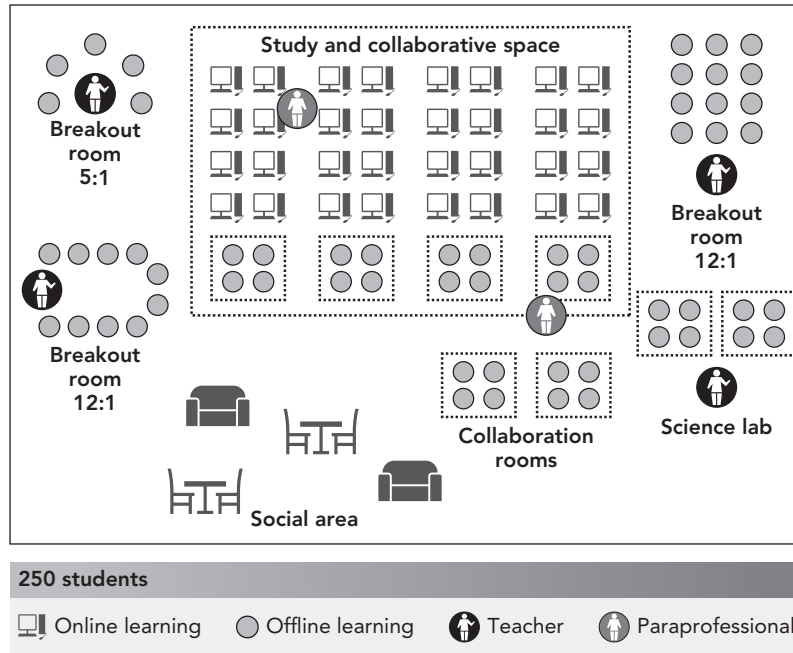 Study and collaborative space
Breakout
room
5:1
Breakout
room
12:1
Breakout
room
12:1
Collaboration
rooms
Science lab
Social area
250 students
Online learning
Offline learning
Teacher
Paraprofessional